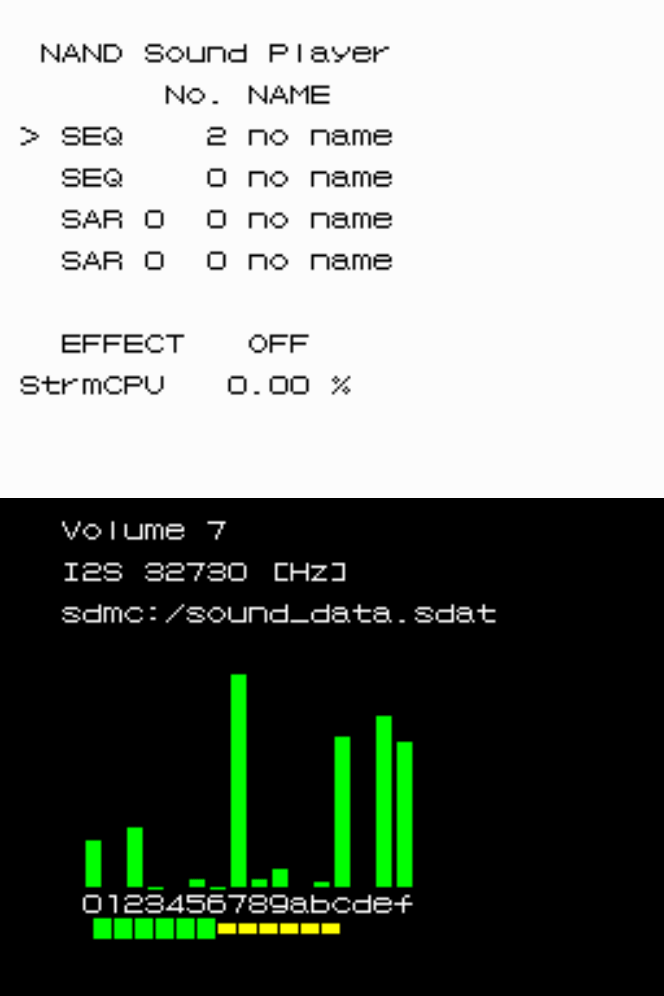 NAND Sound Player
No. NAME
> SEQ 2 no name
SEQ 0 no name
SAR 0 0 no name
SAR 0 0 no name
EFFECT OFF
StrmCPU 0.00 %
Volume 7
I2S 32730 [Hz]
sdmc:/sound_data.sdat
0123456789abcdef